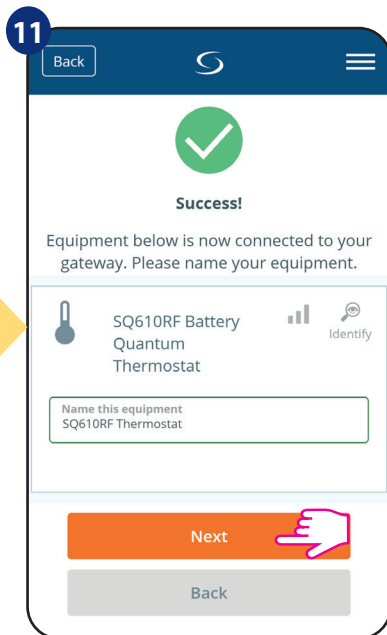 11
Back
Success!
Equipment below is now connected to your
gateway. Please name your equipment.
SQ610RF Battery
Quantum
Thermostat
Identify
Name this equipment
SQ610RF Thermostat
Next
Back